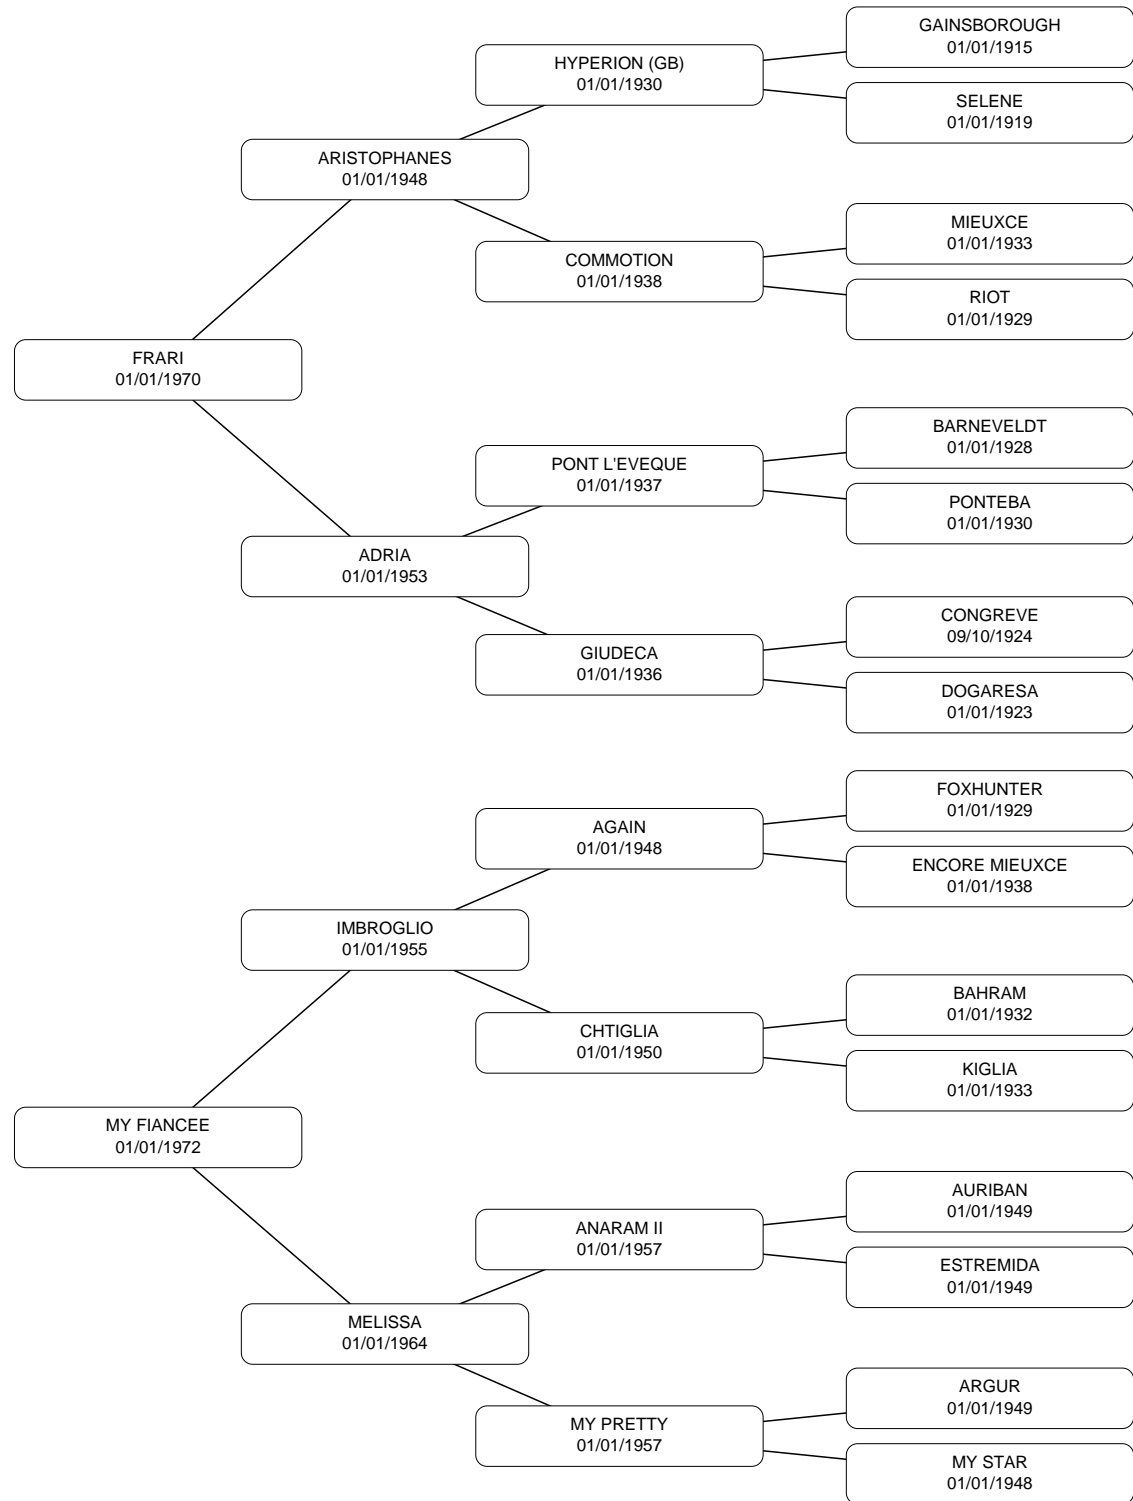 GAINSBOROUGH
01/01/1915
HYPERION (GB)
01/01/1930
SELENE
01/01/1919
ARISTOPHANES
01/01/1948
MIEUXCE
01/01/1933
COMMOTION
01/01/1938
RIOT
01/01/1929
FRARI
01/01/1970
BARNEVELDT
01/01/1928
PONT L'EVEQUE
01/01/1937
PONTEBA
01/01/1930
ADRIA
01/01/1953
CONGREVE
09/10/1924
GIUDECA
01/01/1936
DOGARESA
01/01/1923
FOXHUNTER
01/01/1929
AGAIN
01/01/1948
ENCORE MIEUXCE
01/01/1938
IMBROGLIO
01/01/1955
BAHRAM
01/01/1932
CHTIGLIA
01/01/1950
KIGLIA
01/01/1933
MY FIANCEE
01/01/1972
AURIBAN
01/01/1949
ANARAM II
01/01/1957
ESTREMIDA
01/01/1949
MELISSA
01/01/1964
ARGUR
01/01/1949
MY PRETTY
01/01/1957
MY STAR
01/01/1948